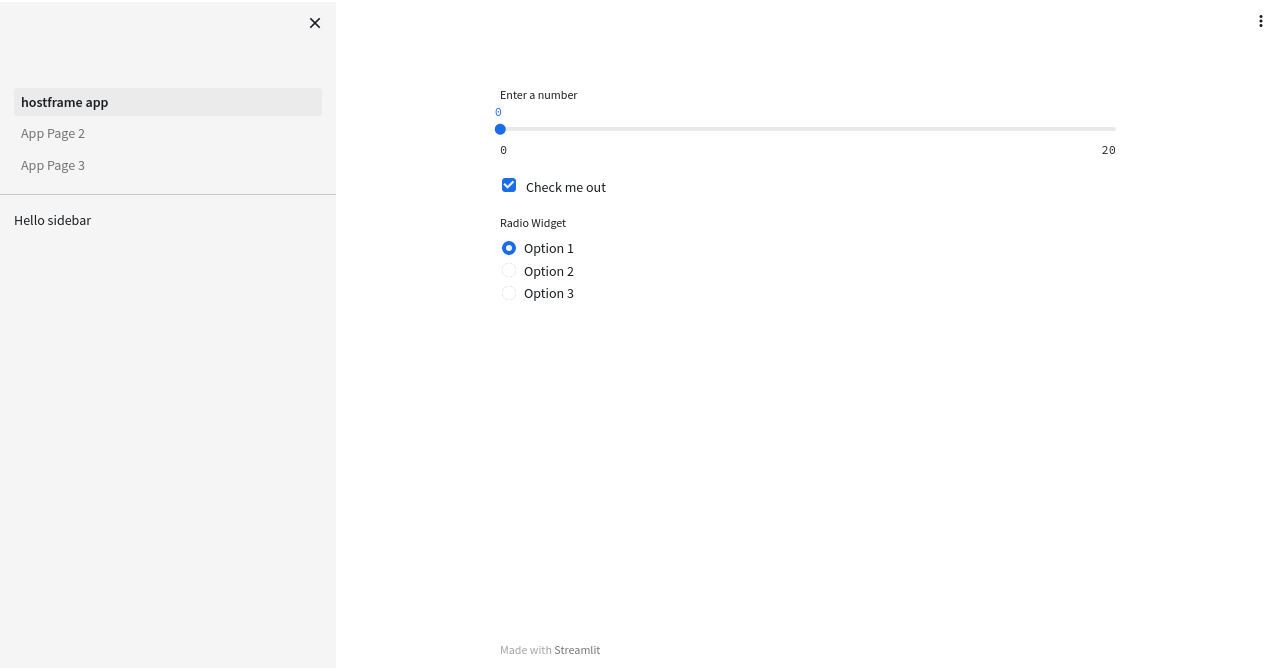 hostframe app
App Page 2
App Page 3
Hello sidebar
Enter a number
0
0 20
Check me out
Radio Widget
Option 1
Option 2
Option 3
Made with Streamlit